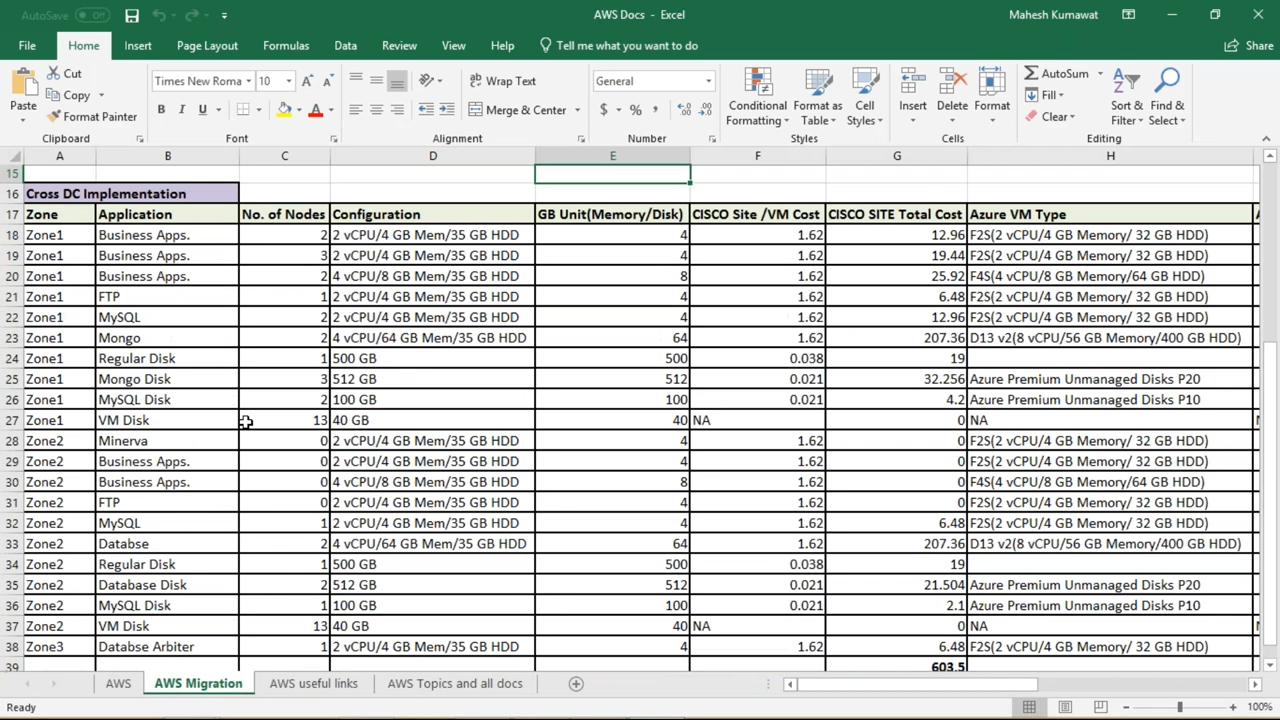 AutoSave Off AWS Docs - Excel Mahesh Kumawat
File Home Insert Page Layout Formulas Data Review View Help Tell me what you want to do Share
Paste Cut Copy Format Painter Clipboard
Times New Roma 10 A A B I U A Font
Wrap Text Merge & Center Alignment
General $ % , Number
Conditional Formatting Format as Table Cell Styles Styles
Insert Delete Format Cells
AutoSum Fill Clear Sort & Filter Find & Select Editing
A B C D E F G H
15
16 Cross DC Implementation
17 Zone Application No. of Nodes Configuration GB Unit(Memory/Disk) CISCO Site /VM Cost CISCO SITE Total Cost Azure VM Type
18 Zone1 Business Apps. 2 2 vCPU/4 GB Mem/35 GB HDD 4 1.62 12.96 F2S(2 vCPU/4 GB Memory/ 32 GB HDD)
19 Zone1 Business Apps. 3 2 vCPU/4 GB Mem/35 GB HDD 4 1.62 19.44 F2S(2 vCPU/4 GB Memory/ 32 GB HDD)
20 Zone1 Business Apps. 2 4 vCPU/8 GB Mem/35 GB HDD 8 1.62 25.92 F4S(4 vCPU/8 GB Memory/64 GB HDD)
21 Zone1 FTP 1 2 vCPU/4 GB Mem/35 GB HDD 4 1.62 6.48 F2S(2 vCPU/4 GB Memory/ 32 GB HDD)
22 Zone1 MySQL 2 2 vCPU/4 GB Mem/35 GB HDD 4 1.62 12.96 F2S(2 vCPU/4 GB Memory/ 32 GB HDD)
23 Zone1 Mongo 2 4 vCPU/64 GB Mem/35 GB HDD 64 1.62 207.36 D13 v2(8 vCPU/56 GB Memory/400 GB HDD)
24 Zone1 Regular Disk 1 500 GB 500 0.038 19
25 Zone1 Mongo Disk 3 512 GB 512 0.021 32.256 Azure Premium Unmanaged Disks P20
26 Zone1 MySQL Disk 2 100 GB 100 0.021 4.2 Azure Premium Unmanaged Disks P10
27 Zone1 VM Disk 13 40 GB 40 NA 0 NA
28 Zone2 Minerva 0 2 vCPU/4 GB Mem/35 GB HDD 4 1.62 0 F2S(2 vCPU/4 GB Memory/ 32 GB HDD)
29 Zone2 Business Apps. 0 2 vCPU/4 GB Mem/35 GB HDD 4 1.62 0 F2S(2 vCPU/4 GB Memory/ 32 GB HDD)
30 Zone2 Business Apps. 0 4 vCPU/8 GB Mem/35 GB HDD 8 1.62 0 F4S(4 vCPU/8 GB Memory/64 GB HDD)
31 Zone2 FTP 0 2 vCPU/4 GB Mem/35 GB HDD 4 1.62 0 F2S(2 vCPU/4 GB Memory/ 32 GB HDD)
32 Zone2 MySQL 1 2 vCPU/4 GB Mem/35 GB HDD 4 1.62 6.48 F2S(2 vCPU/4 GB Memory/ 32 GB HDD)
33 Zone2 Databse 2 4 vCPU/64 GB Mem/35 GB HDD 64 1.62 207.36 D13 v2(8 vCPU/56 GB Memory/400 GB HDD)
34 Zone2 Regular Disk 1 500 GB 500 0.038 19
35 Zone2 Database Disk 2 512 GB 512 0.021 21.504 Azure Premium Unmanaged Disks P20
36 Zone2 MySQL Disk 1 100 GB 100 0.021 2.1 Azure Premium Unmanaged Disks P10
37 Zone2 VM Disk 13 40 GB 40 NA 0 NA
38 Zone3 Databse Arbiter 1 2 vCPU/4 GB Mem/35 GB HDD 4 1.62 6.48 F2S(2 vCPU/4 GB Memory/ 32 GB HDD)
39 603.5
AWS AWS Migration AWS useful links AWS Topics and all docs
Ready 100%